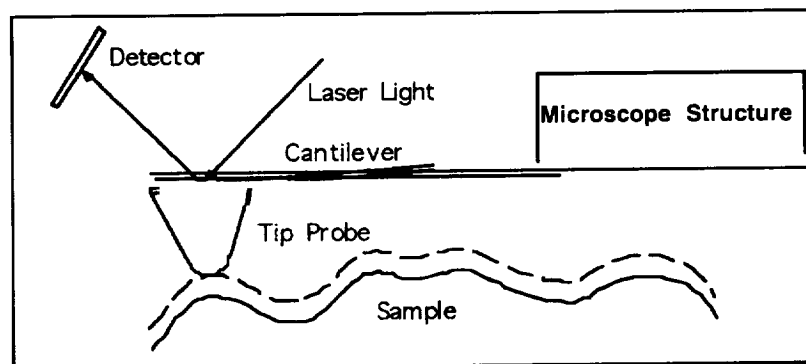 Detector
Laser Light
Microscope Structure
Cantilever
Tip Probe
Sample